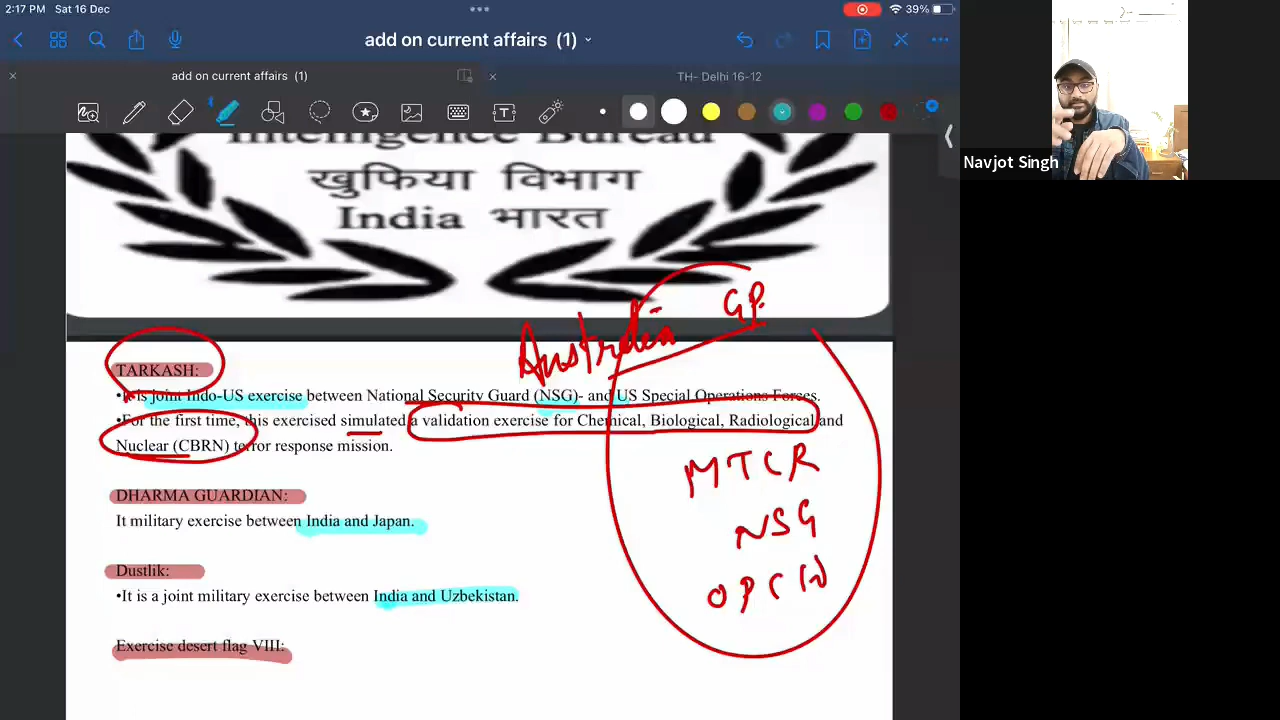 2:17 PM Sat 16 Dec
39%
add on current affairs (1)
add on current affairs (1)
TH- Delhi 16-12
Navjot Singh
Intelligence Bureau
खुफिया विभाग
India भारत
Australia GP.
TARKASH:
•It is joint Indo-US exercise between National Security Guard (NSG)- and US Special Operations Forces.
•For the first time, this exercised simulated a validation exercise for Chemical, Biological, Radiological and
Nuclear (CBRN) terror response mission.
MTCR
NSG
OPCW
DHARMA GUARDIAN:
It military exercise between India and Japan.
Dustlik:
•It is a joint military exercise between India and Uzbekistan.
Exercise desert flag VIII: